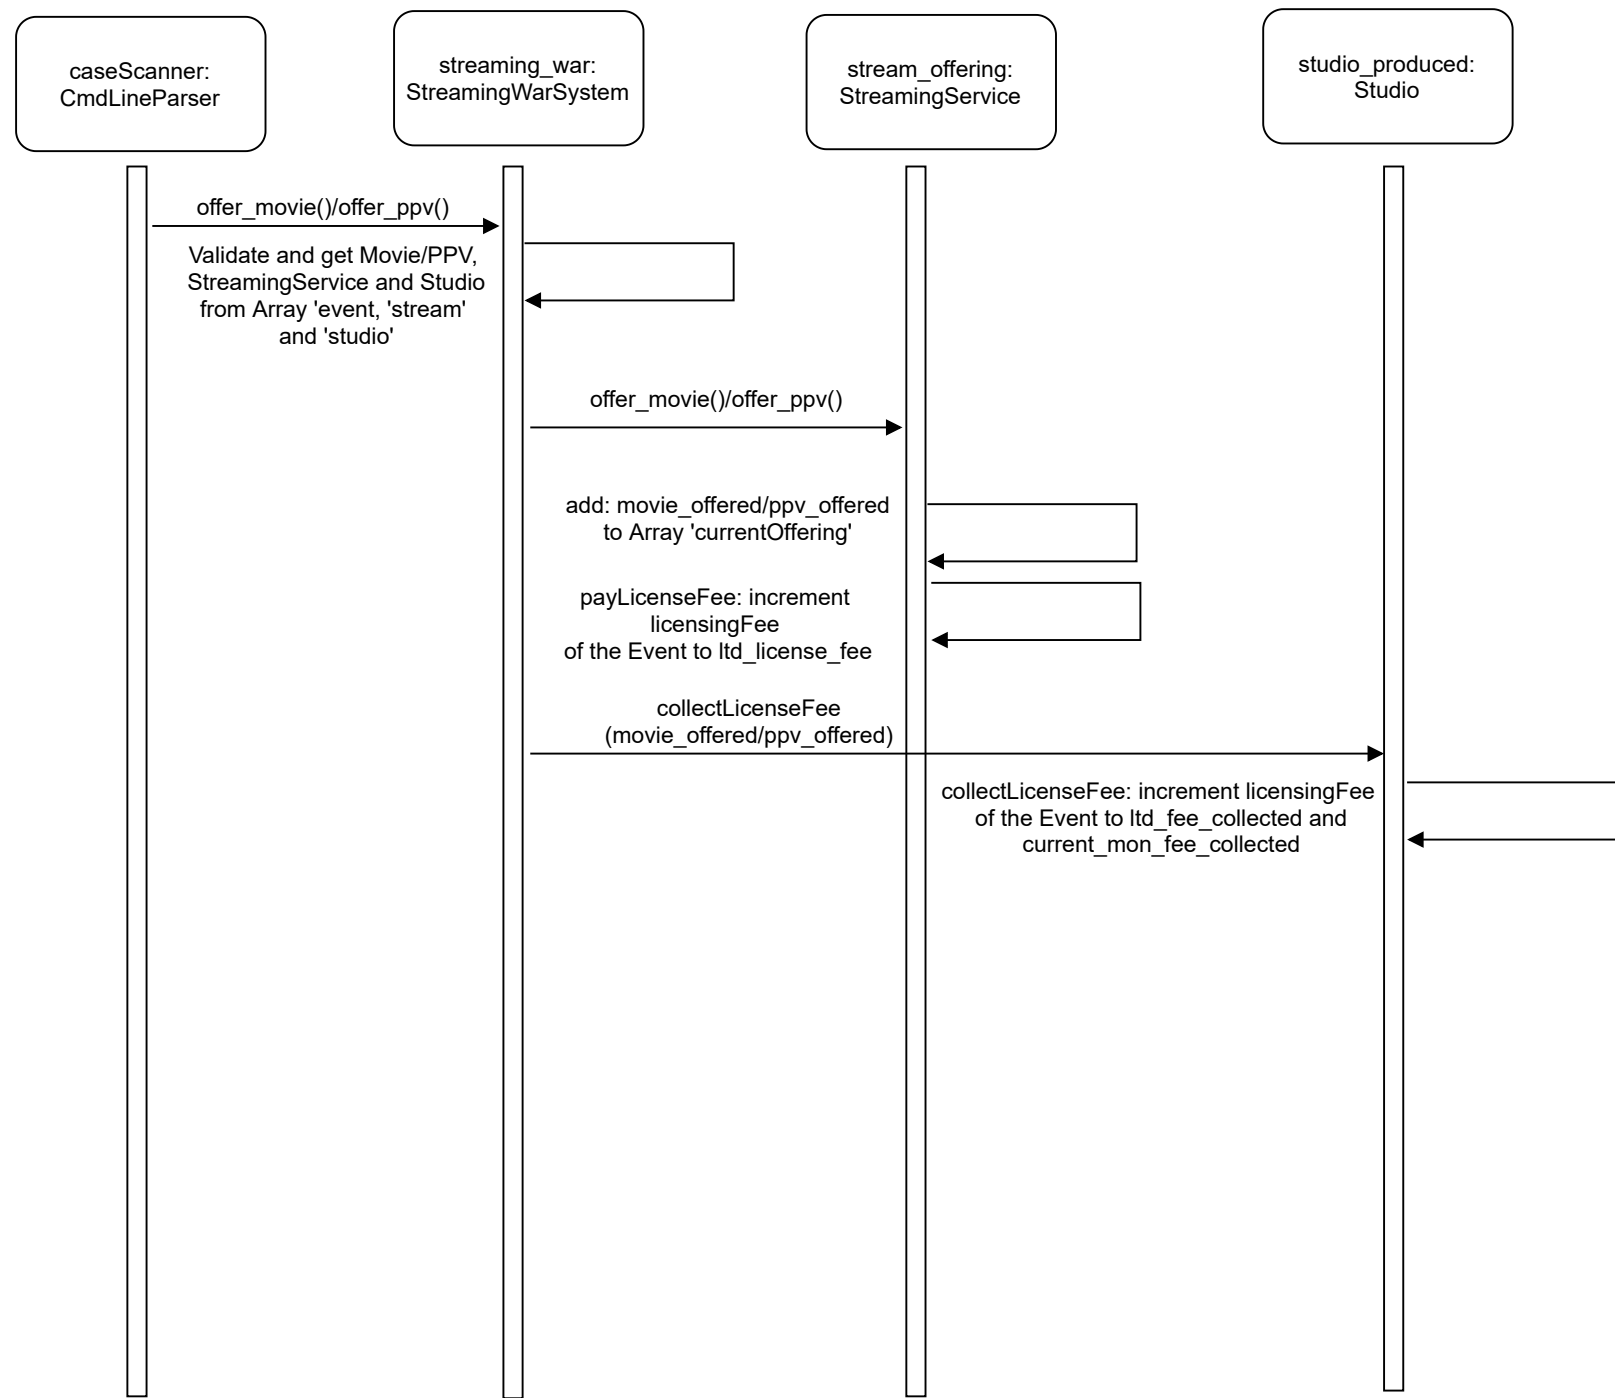 caseScanner:
CmdLineParser
streaming_war:
StreamingWarSystem
stream_offering:
StreamingService
studio_produced:
Studio
offer_movie()/offer_ppv()
Validate and get Movie/PPV,
StreamingService and Studio
from Array 'event, 'stream'
and 'studio'
offer_movie()/offer_ppv()
add: movie_offered/ppv_offered
to Array 'currentOffering'
payLicenseFee: increment
licensingFee
of the Event to ltd_license_fee
collectLicenseFee
(movie_offered/ppv_offered)
collectLicenseFee: increment licensingFee
of the Event to ltd_fee_collected and
current_mon_fee_collected